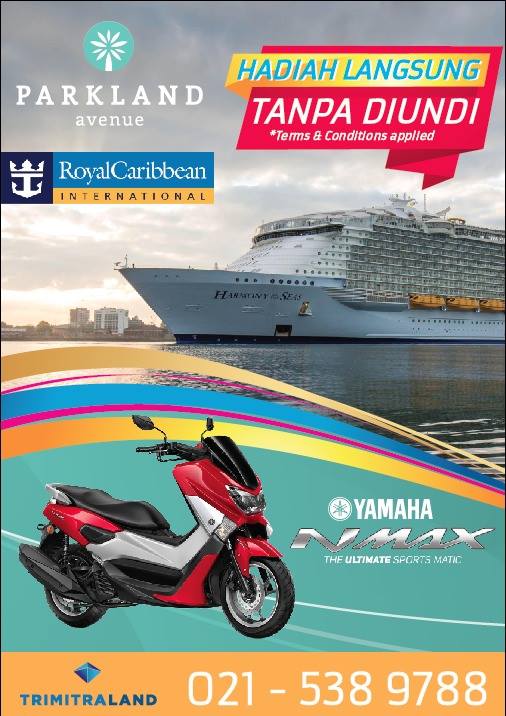 PARKLAND
avenue
HADIAH LANGSUNG
TANPA DIUNDI
*Terms & Conditions applied
RoyalCaribbean
INTERNATIONAL
HARMONY OF THE SEAS
YAMAHA
NMAX
THE ULTIMATE SPORTS MATIC
TRIMITRALAND
021 - 538 9788